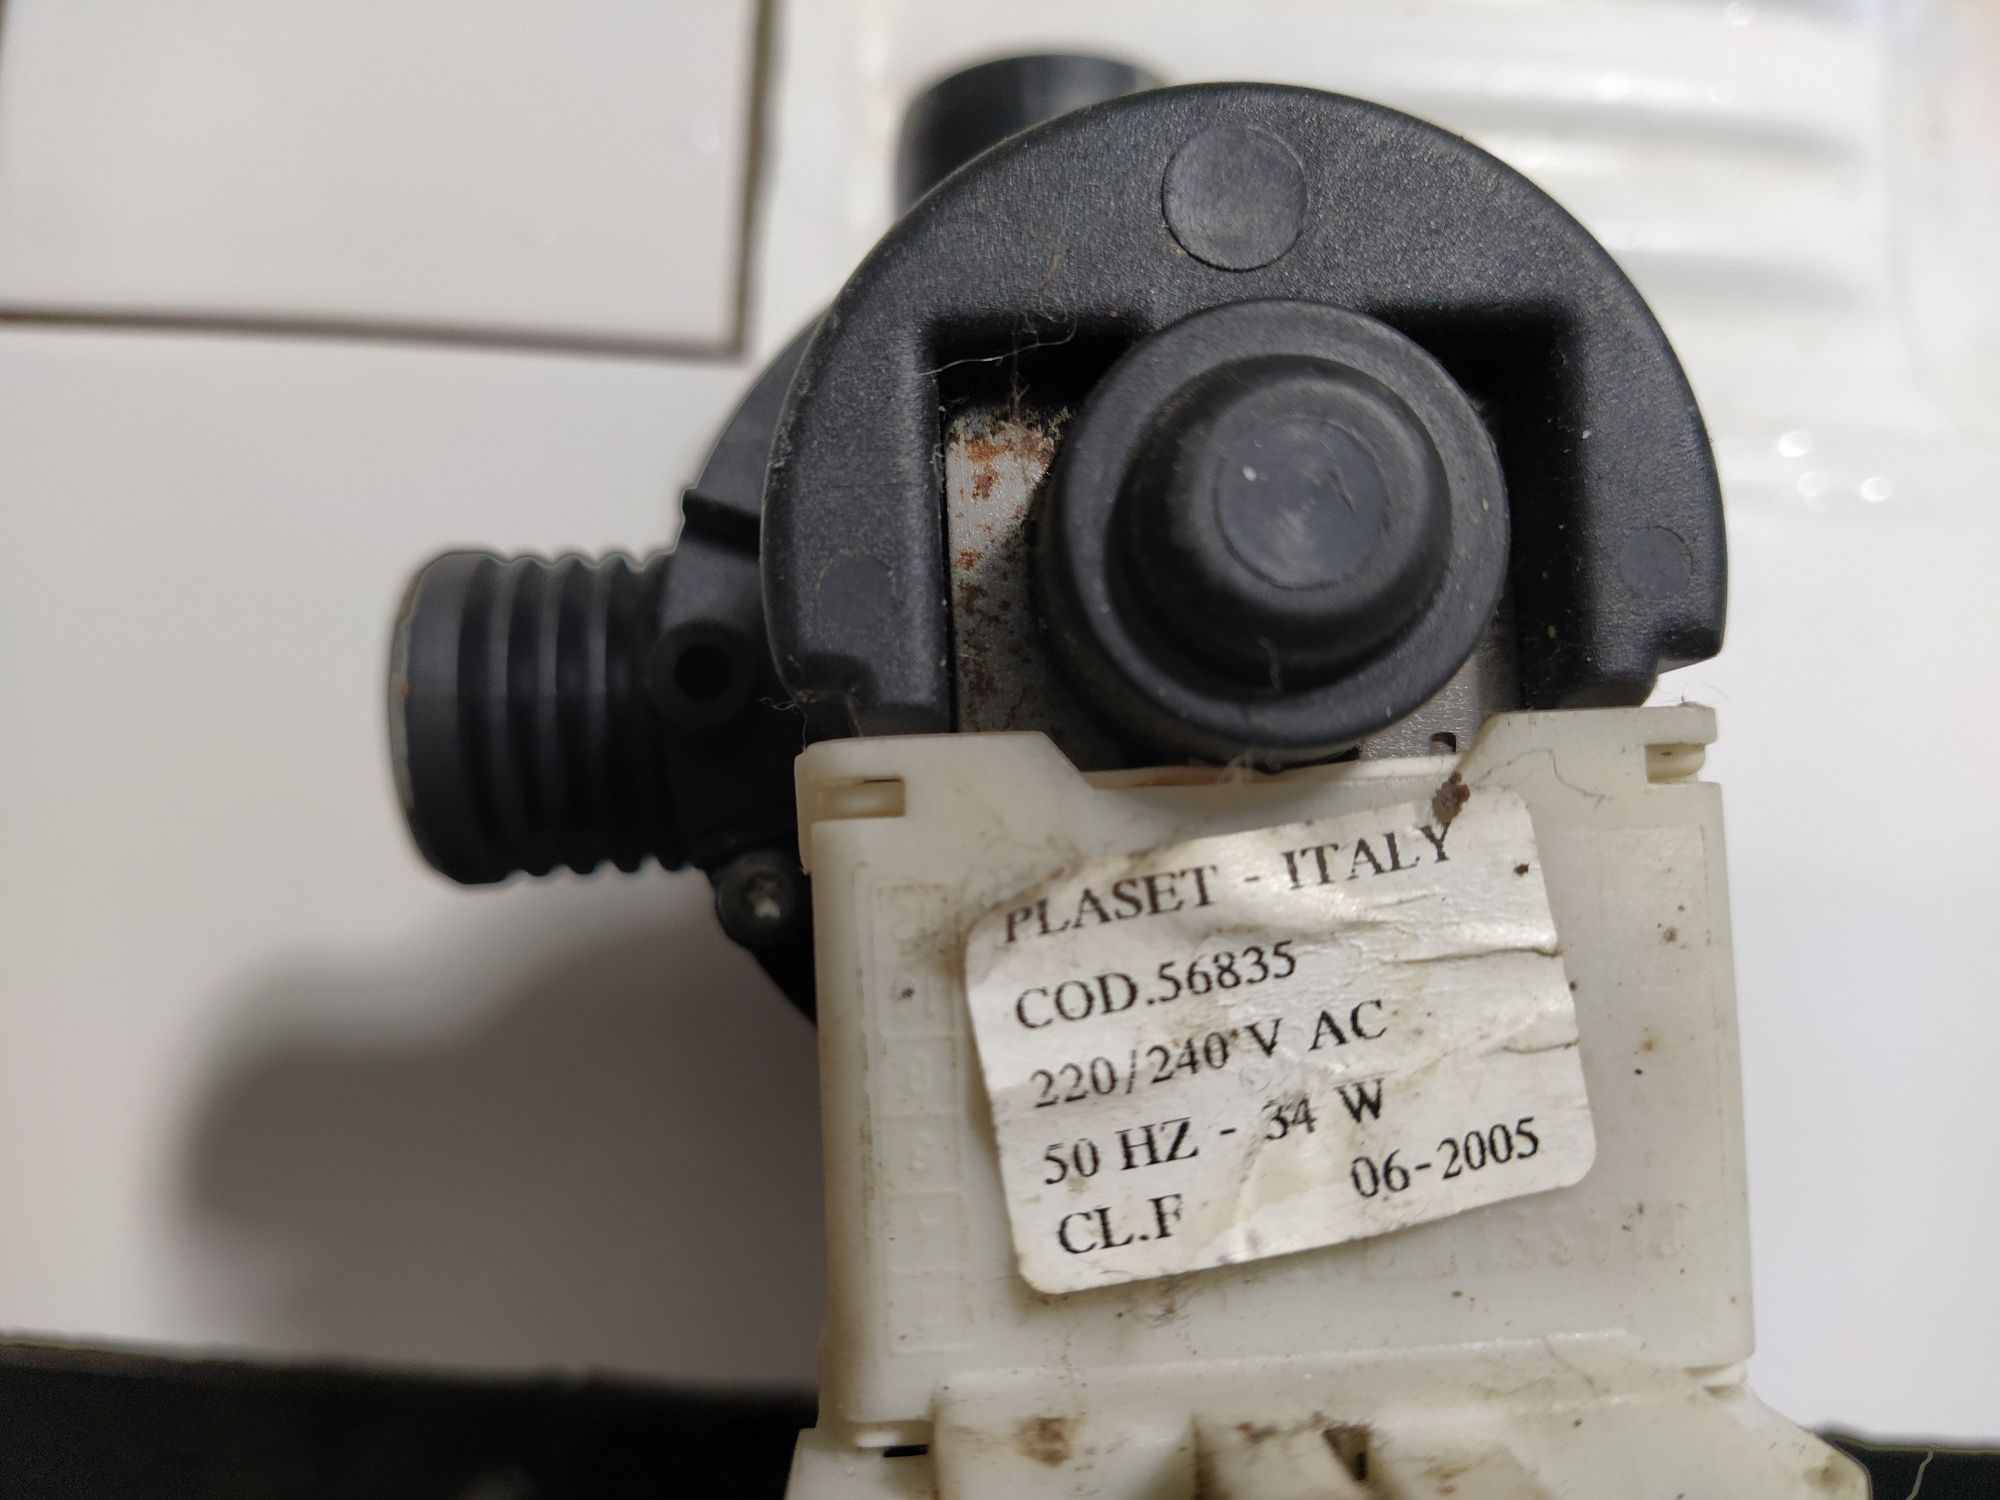 PLASET - ITALY
COD.56835
220/240 V AC
50 HZ - 34 W
CL.F 06-2005